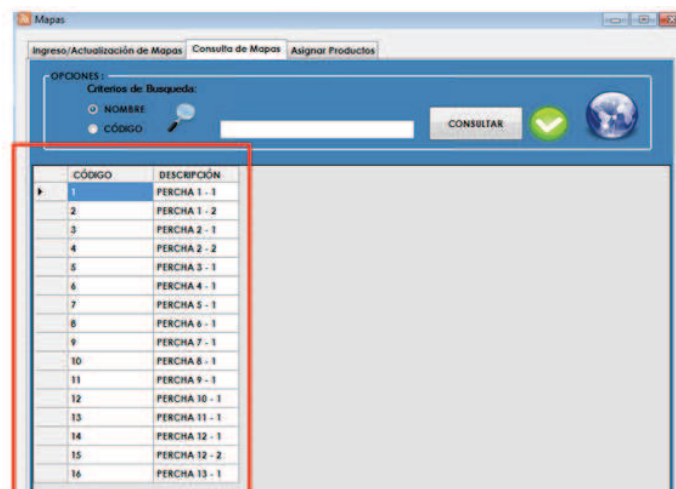 Mapas
Ingreso/Actualización de Mapas Consulta de Mapas Asignar Productos
OPCIONES :
Criterios de Busqueda:
NOMBRE
CÓDIGO
CONSULTAR
CÓDIGO DESCRIPCIÓN
1 PERCHA 1 - 1
2 PERCHA 1 - 2
3 PERCHA 2 - 1
4 PERCHA 2 - 2
5 PERCHA 3 - 1
6 PERCHA 4 - 1
7 PERCHA 5 - 1
8 PERCHA 6 - 1
9 PERCHA 7 - 1
10 PERCHA 8 - 1
11 PERCHA 9 - 1
12 PERCHA 10 - 1
13 PERCHA 11 - 1
14 PERCHA 12 - 1
15 PERCHA 12 - 2
16 PERCHA 13 - 1